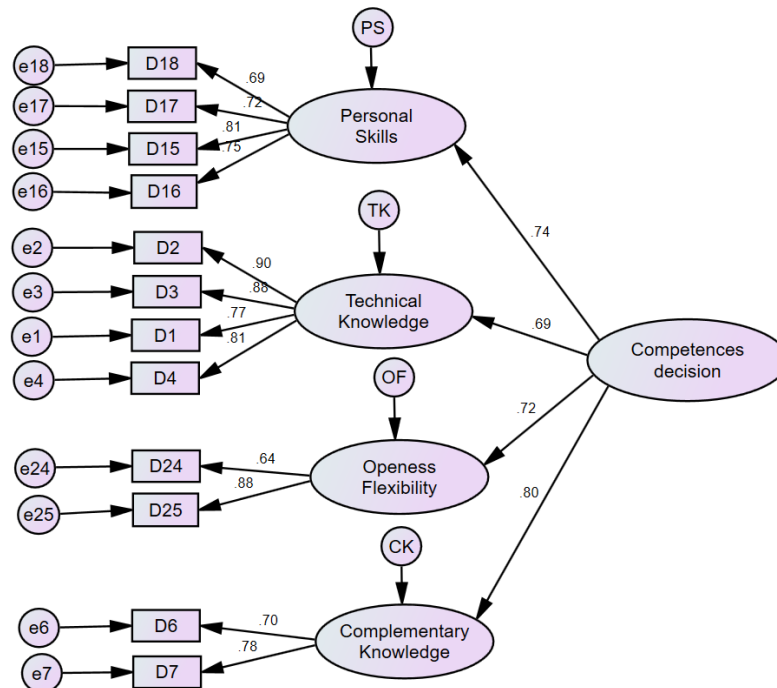 PS
e18
D18
.69
e17
D17
.72
Personal
Skills
e15
D15
.81
e16
D16
.75
TK
.74
e2
D2
.90
e3
D3
.88
Technical
Knowledge
e1
D1
.77
.69
e4
D4
.81
Competences
decision
OF
.72
e24
D24
.64
Openess
Flexibility
e25
D25
.88
.80
CK
e6
D6
.70
Complementary
Knowledge
e7
D7
.78